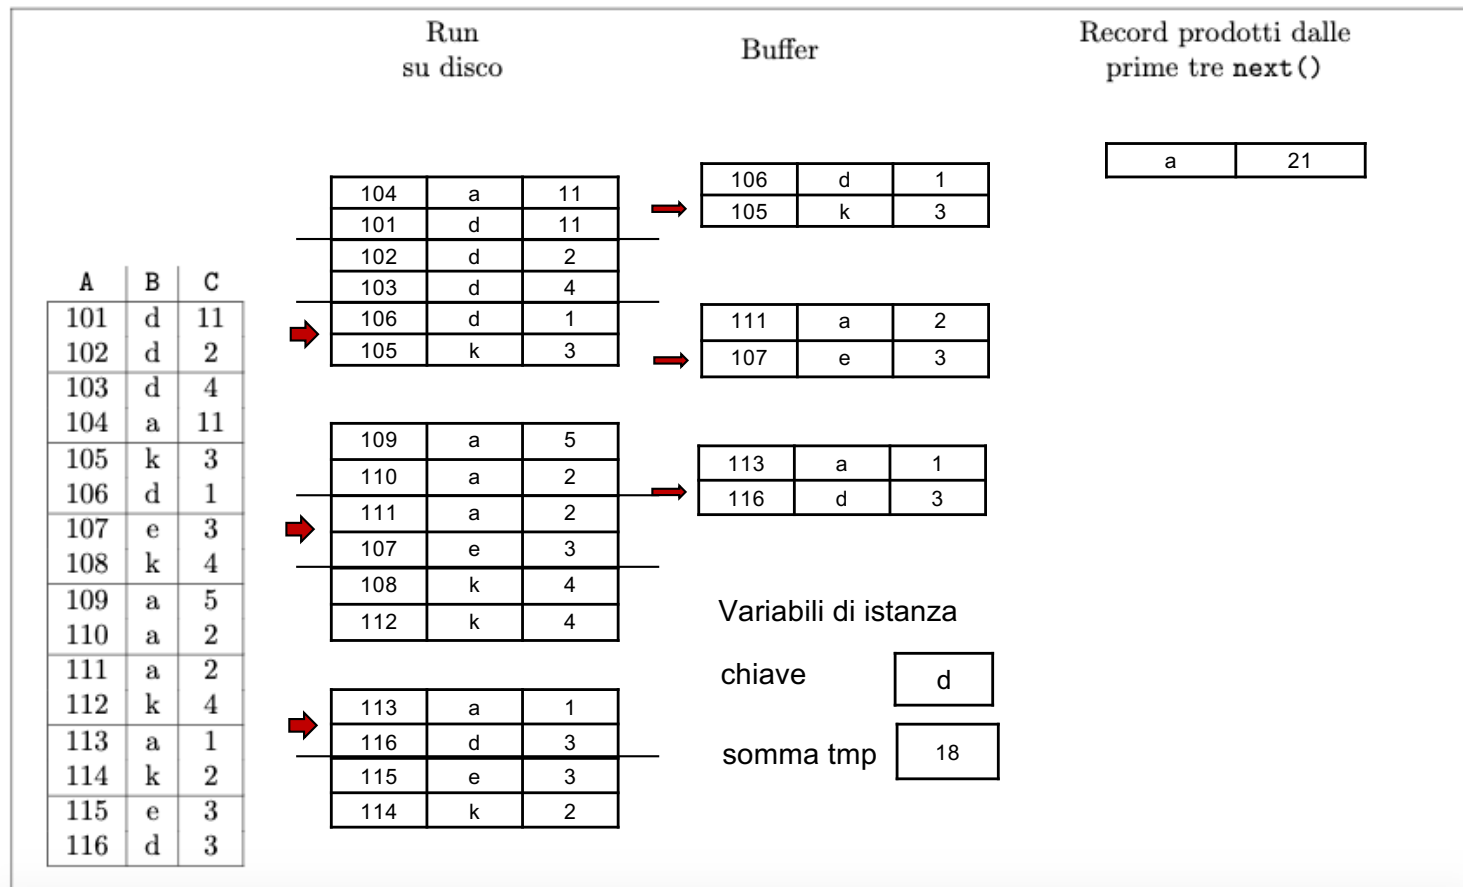 Run
su disco
Buffer
Record prodotti dalle
prime tre next()
a 21
104 a 11
101 d 11
102 d 2
103 d 4
106 d 1
105 k 3
109 a 5
110 a 2
111 a 2
107 e 3
108 k 4
112 k 4
113 a 1
116 d 3
115 e 3
114 k 2
106 d 1
105 k 3
111 a 2
107 e 3
113 a 1
116 d 3
A B C
101 d 11
102 d 2
103 d 4
104 a 11
105 k 3
106 d 1
107 e 3
108 k 4
109 a 5
110 a 2
111 a 2
112 k 4
113 a 1
114 k 2
115 e 3
116 d 3
Variabili di istanza
chiave d
somma tmp 18